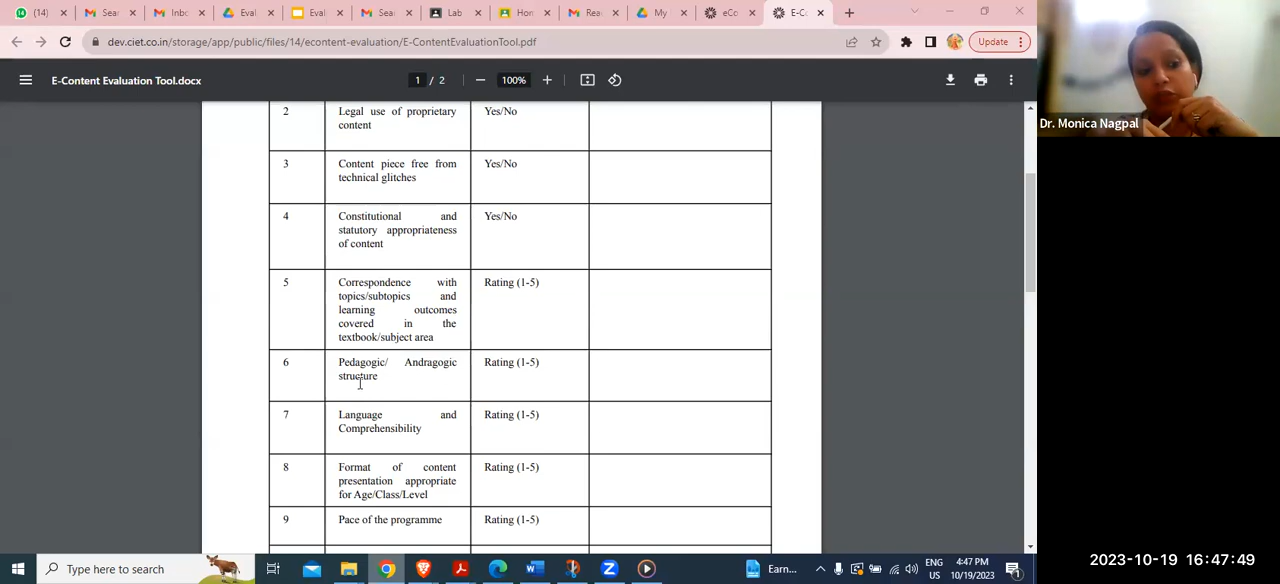 (14)
Sear
Inbo
Eval
Eval
Sear
Lab
Hon
Rea
My
eCo
E-Co
dev.ciet.co.in/storage/app/public/files/14/econtent-evaluation/E-ContentEvaluationTool.pdf
Update
E-Content Evaluation Tool.docx
1 / 2
100%
Dr. Monica Nagpal
2
Legal use of proprietary
content
Yes/No
3
Content piece free from
technical glitches
Yes/No
4
Constitutional and
statutory appropriateness
of content
Yes/No
5
Correspondence with
topics/subtopics and
learning outcomes
covered in the
textbook/subject area
Rating (1-5)
6
Pedagogic/ Andragogic
structure
Rating (1-5)
7
Language and
Comprehensibility
Rating (1-5)
8
Format of content
presentation appropriate
for Age/Class/Level
Rating (1-5)
9
Pace of the programme
Rating (1-5)
Type here to search
Earn...
ENG
US
4:47 PM
10/19/2023
1
2023-10-19 16:47:49